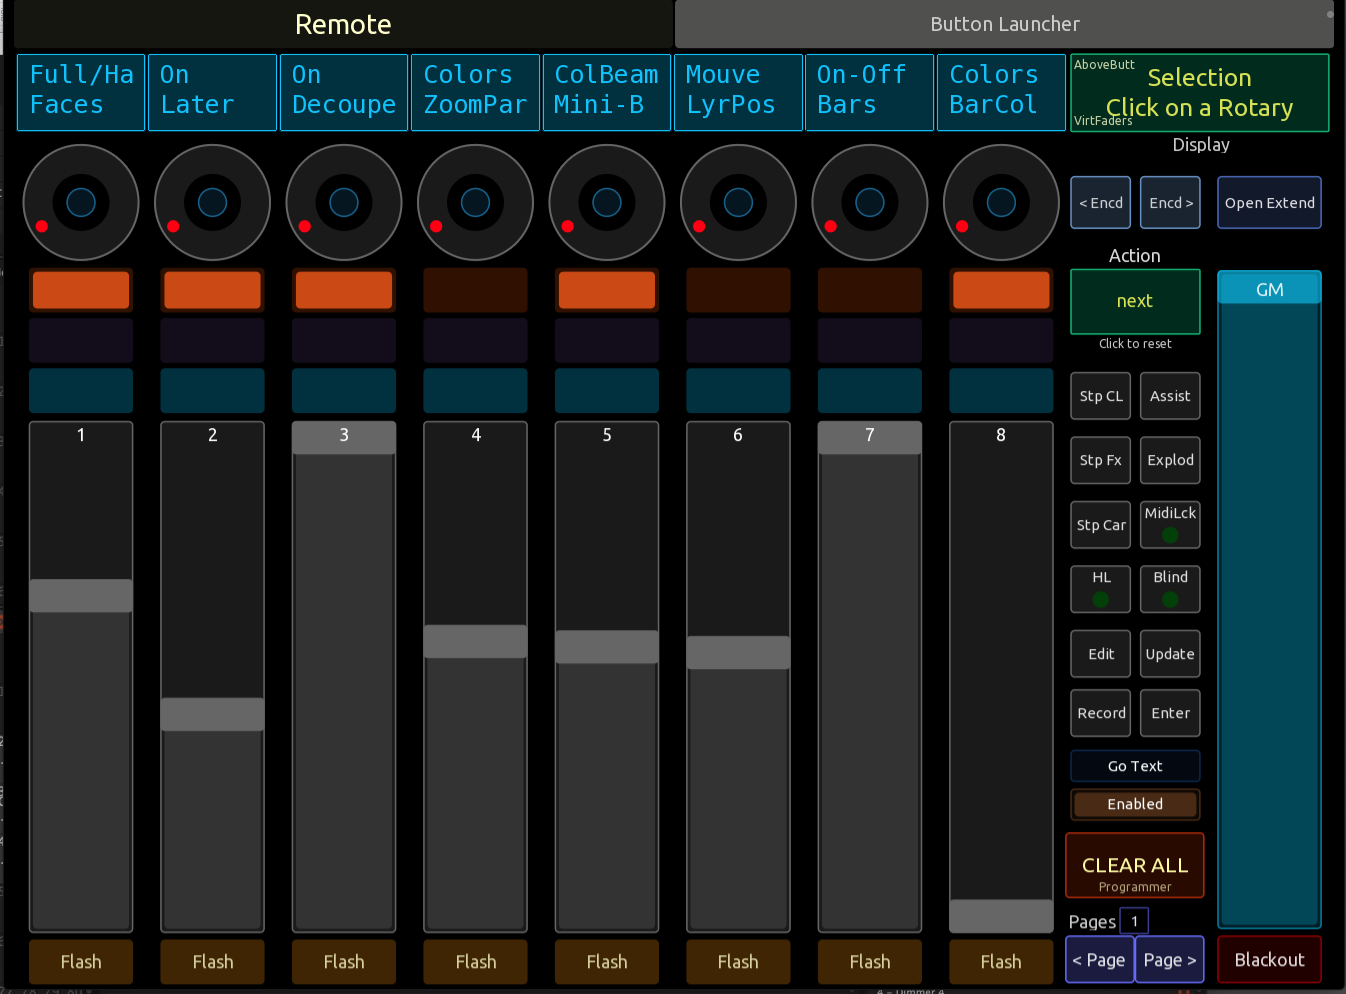 Remote
Button Launcher
Full/Ha
Faces
On
Later
On
Decoupe
Colors
ZoomPar
ColBeam
Mini-B
Mouve
LyrPos
On-Off
Bars
Colors
BarCol
AboveButt
Selection
Click on a Rotary
VirtFaders
Display
< Encd
Encd >
Open Extend
Action
next
Click to reset
GM
Stp CL
Assist
Stp Fx
Explod
Stp Car
MidiLck
HL
Blind
Edit
Update
Record
Enter
Go Text
Enabled
CLEAR ALL
Programmer
Pages 1
< Page
Page >
Blackout
1
2
3
4
5
6
7
8
Flash
Flash
Flash
Flash
Flash
Flash
Flash
Flash